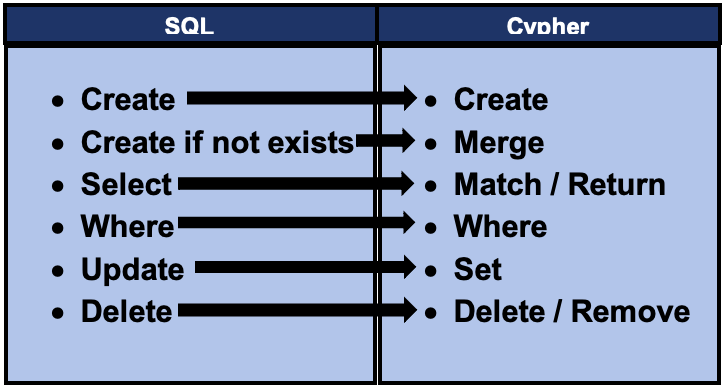 SQL Cypher
• Create • Create
• Create if not exists • Merge
• Select • Match / Return
• Where • Where
• Update • Set
• Delete • Delete / Remove